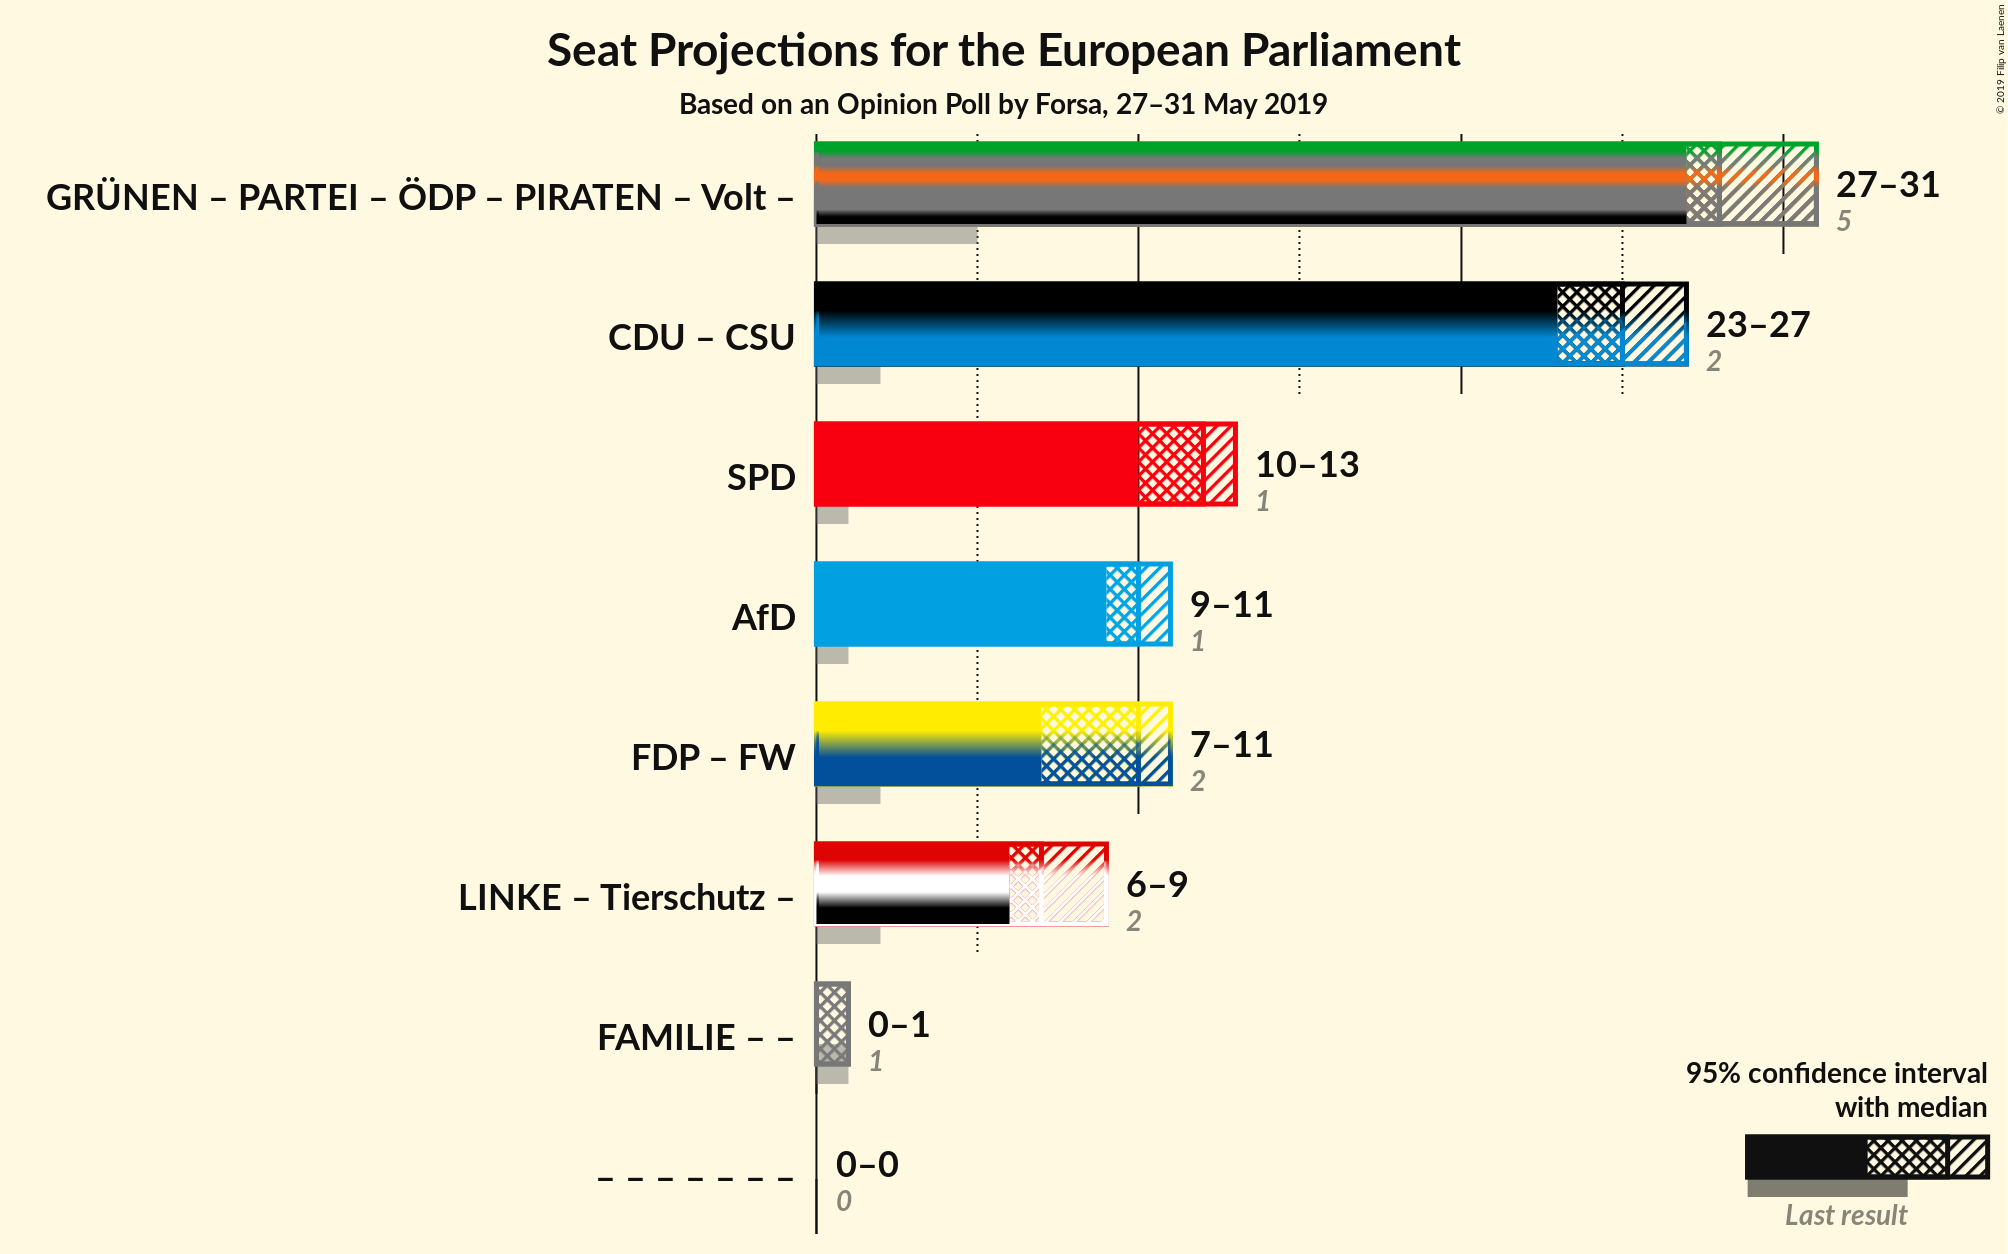 Seat Projections for the European Parliament
Based on an Opinion Poll by Forsa, 27–31 May 2019
© 2019 Filip van Laenen
GRÜNEN – PARTEI – ÖDP – PIRATEN – Volt –
27–31
5
CDU – CSU
23–27
2
SPD
10–13
1
AfD
9–11
1
FDP – FW
7–11
2
LINKE – Tierschutz –
6–9
2
FAMILIE – –
0–1
1
– – – – – – –
0–0
0
95% confidence interval
with median
Last result